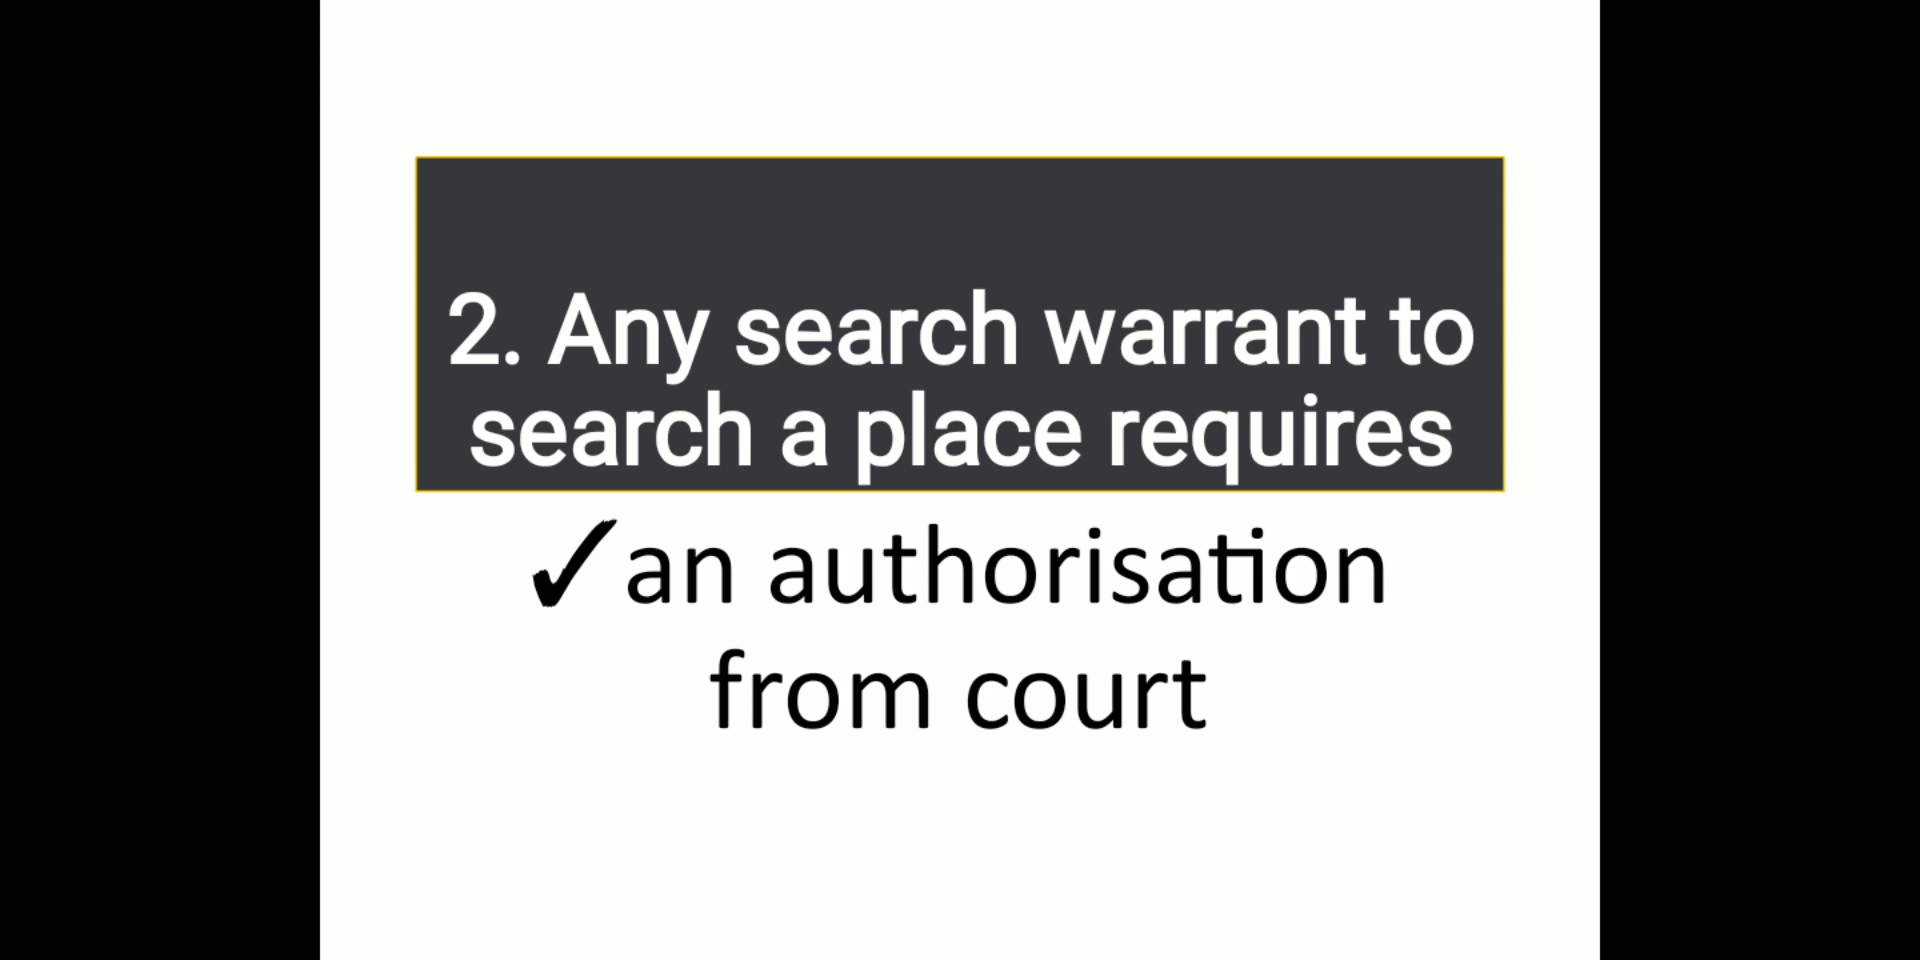 2. Any search warrant to
search a place requires
✓an authorisation
from court